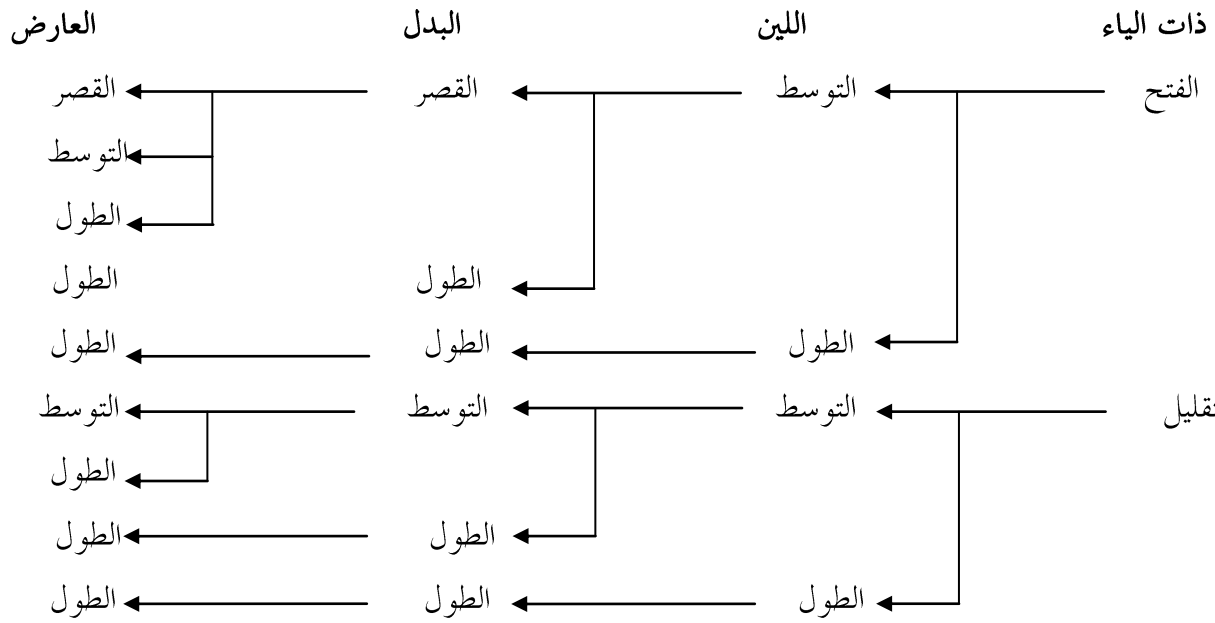 ذات الياء اللين البدل العارض
الفتح التوسط القصر القصر
التوسط
الطول
الطول الطول
الطول الطول الطول
تقليل التوسط التوسط التوسط
الطول
الطول الطول
الطول الطول الطول